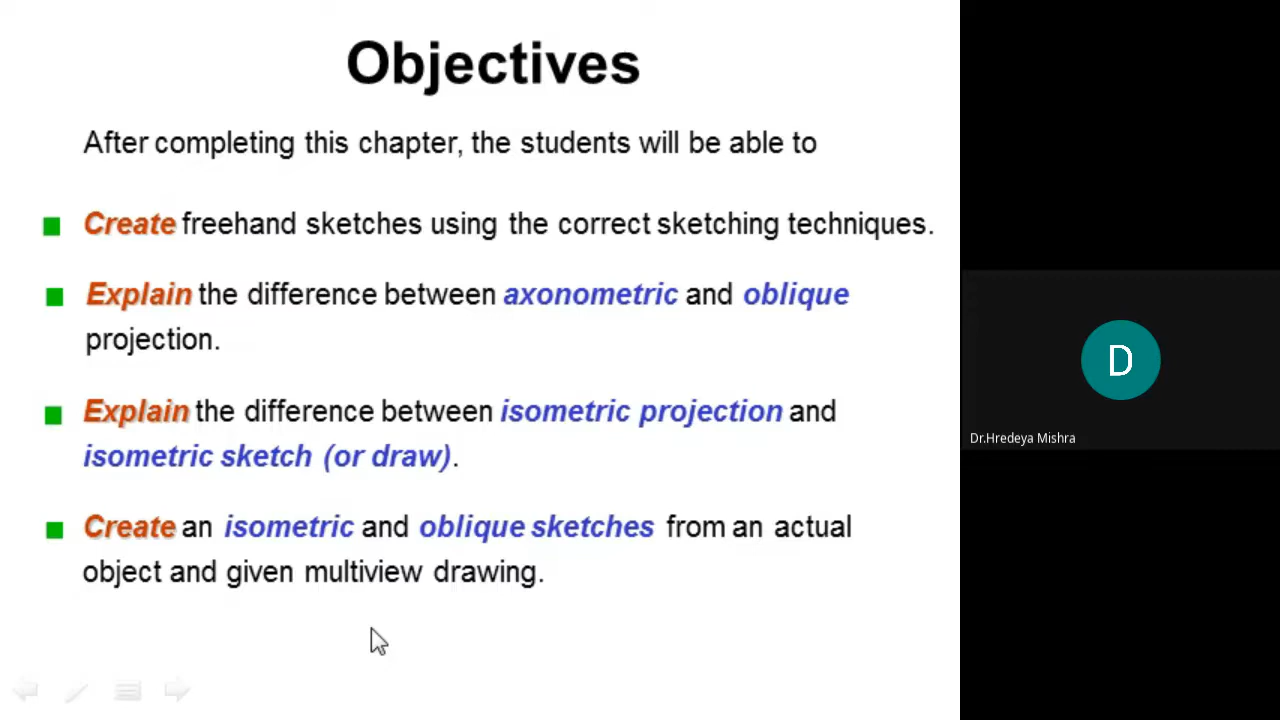 Objectives
After completing this chapter, the students will be able to
Create freehand sketches using the correct sketching techniques.
Explain the difference between axonometric and oblique
projection.
Explain the difference between isometric projection and
isometric sketch (or draw).
Create an isometric and oblique sketches from an actual
object and given multiview drawing.
D
Dr.Hredeya Mishra